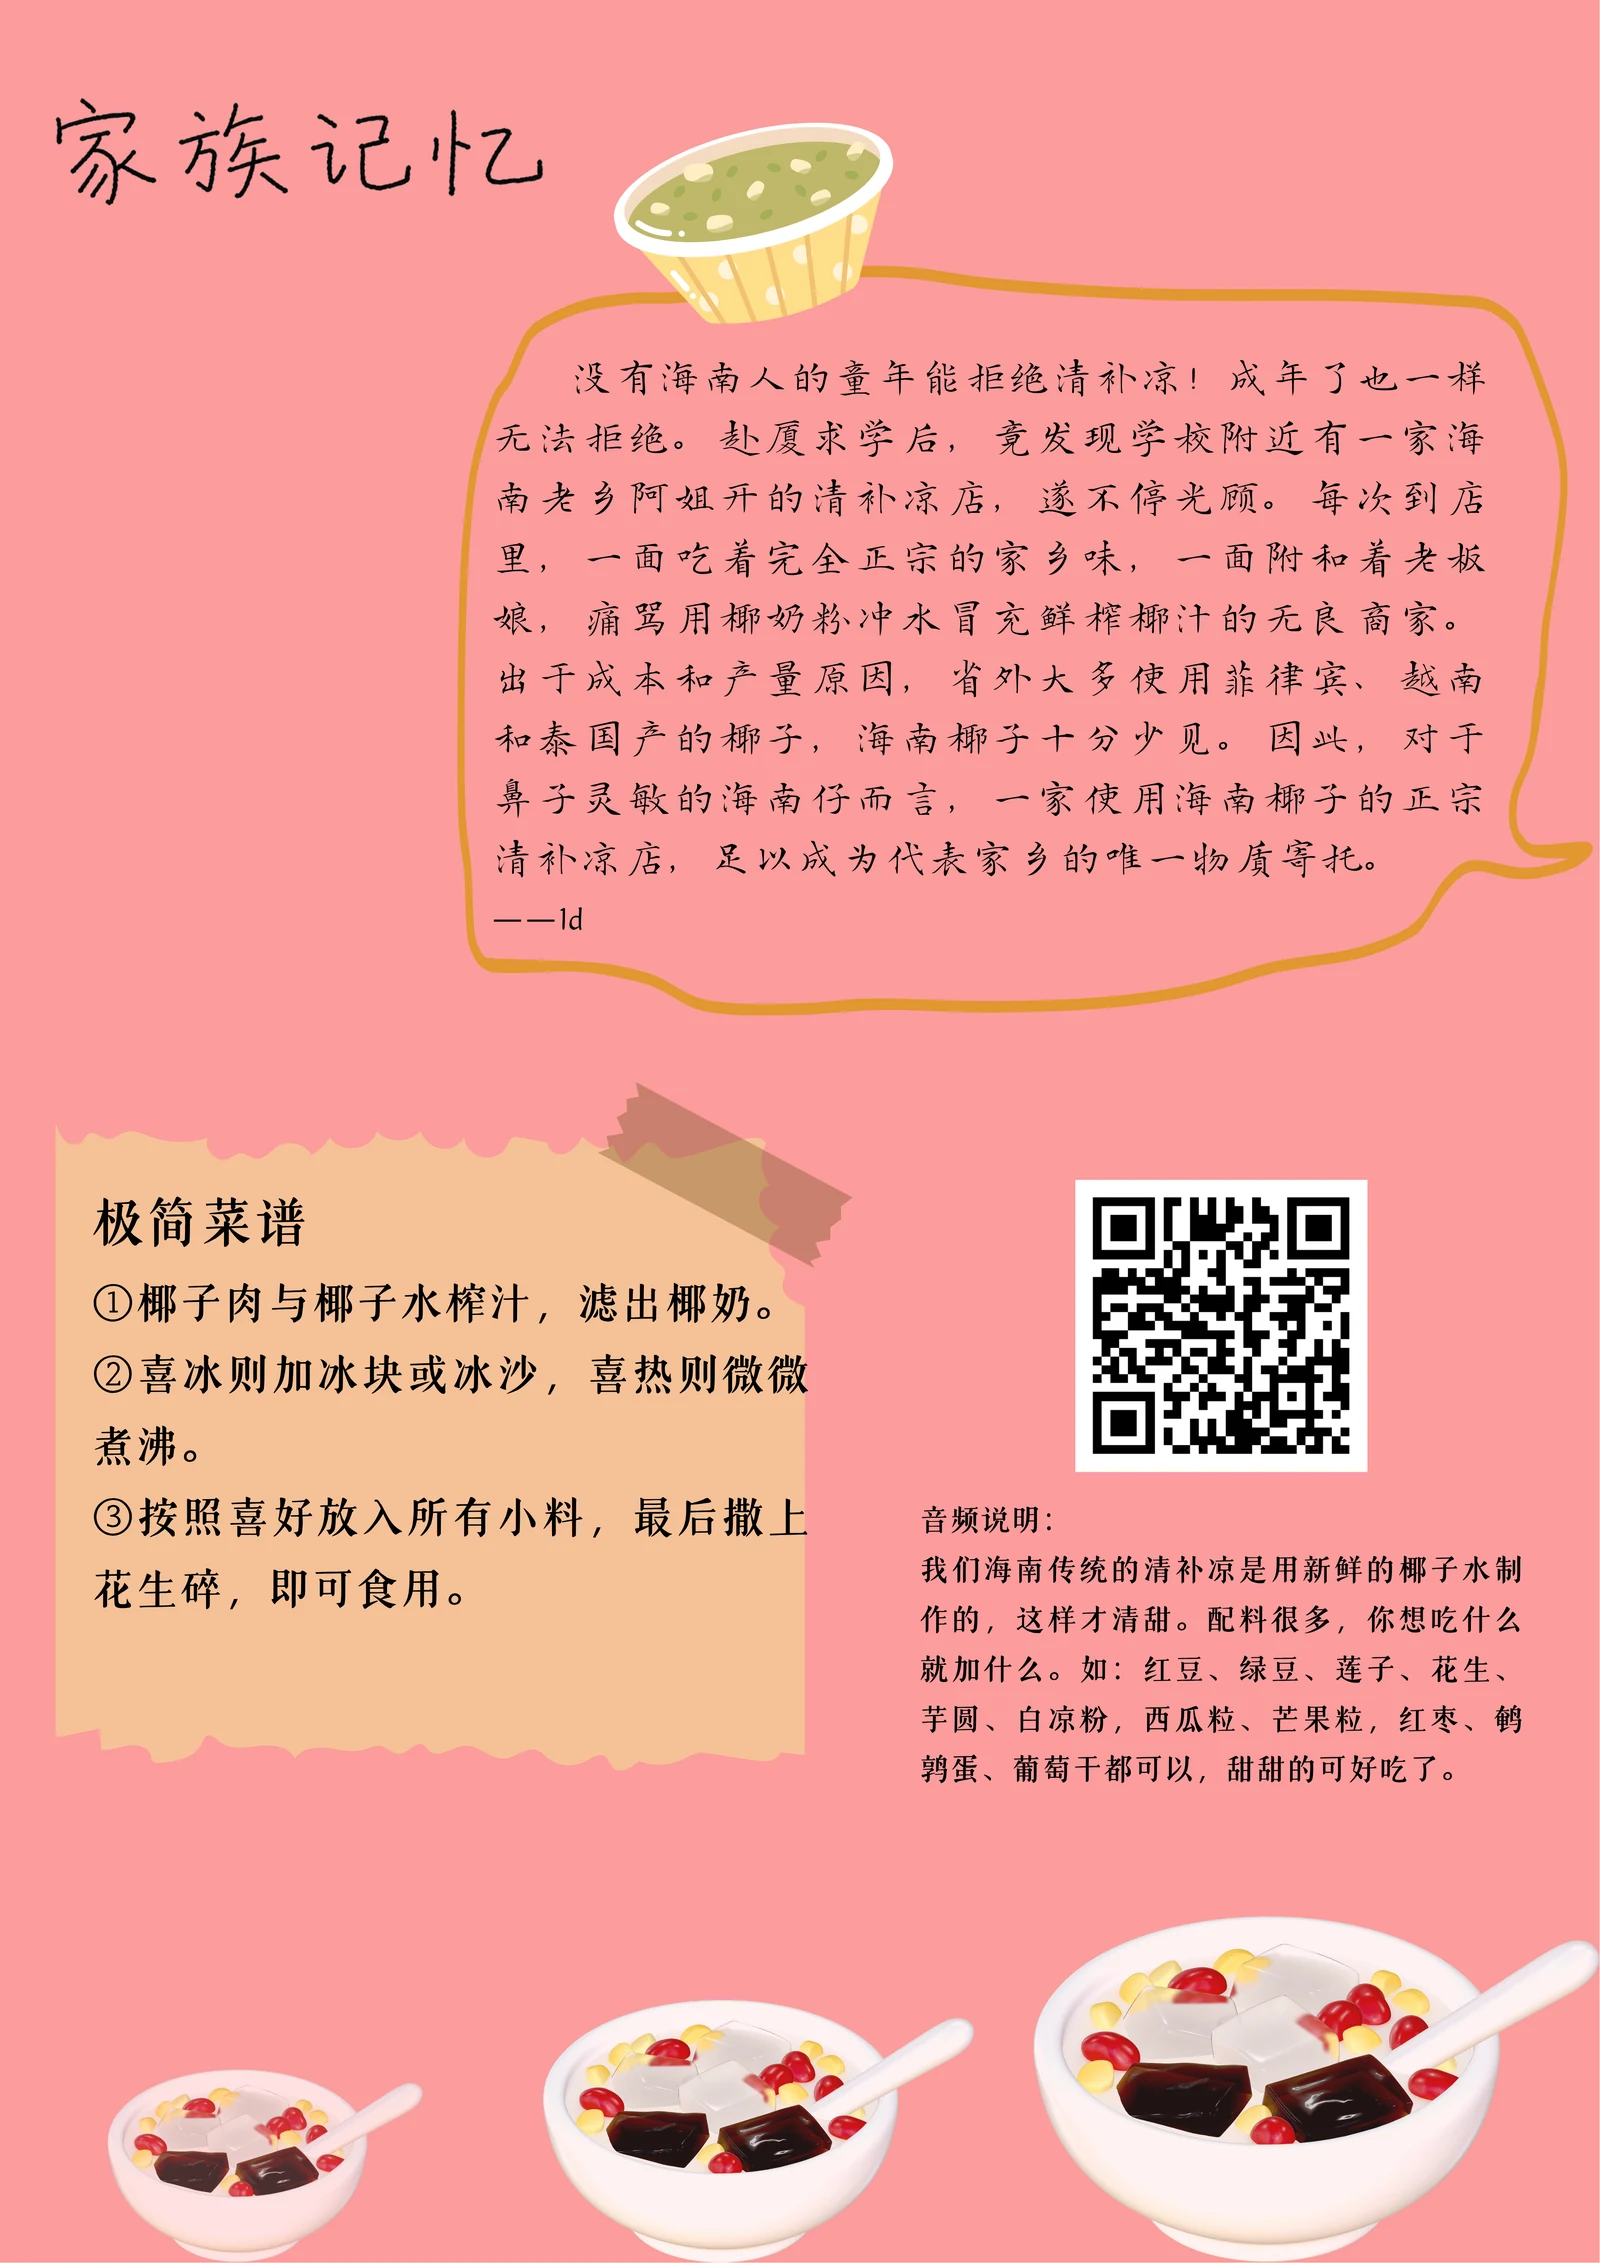 家族记忆
没有海南人的童年能拒绝清补凉！成年了也一样
无法拒绝。赴厦求学后，竟发现学校附近有一家海
南老乡阿姐开的清补凉店，遂不停光顾。每次到店
里，一面吃着完全正宗的家乡味，一面附和着老板
娘，痛骂用椰奶粉冲水冒充鲜榨椰汁的无良商家。
出于成本和产量原因，省外大多使用菲律宾、越南
和泰国产的椰子，海南椰子十分少见。因此，对于
鼻子灵敏的海南仔而言，一家使用海南椰子的正宗
清补凉店，足以成为代表家乡的唯一物质寄托。
——1d
极简菜谱
①椰子肉与椰子水榨汁，滤出椰奶。
②喜冰则加冰块或冰沙，喜热则微微
煮沸。
③按照喜好放入所有小料，最后撒上
花生碎，即可食用。
音频说明：
我们海南传统的清补凉是用新鲜的椰子水制
作的，这样才清甜。配料很多，你想吃什么
就加什么。如：红豆、绿豆、莲子、花生、
芋圆、白凉粉，西瓜粒、芒果粒，红枣、鹌
鹑蛋、葡萄干都可以，甜甜的可好吃了。